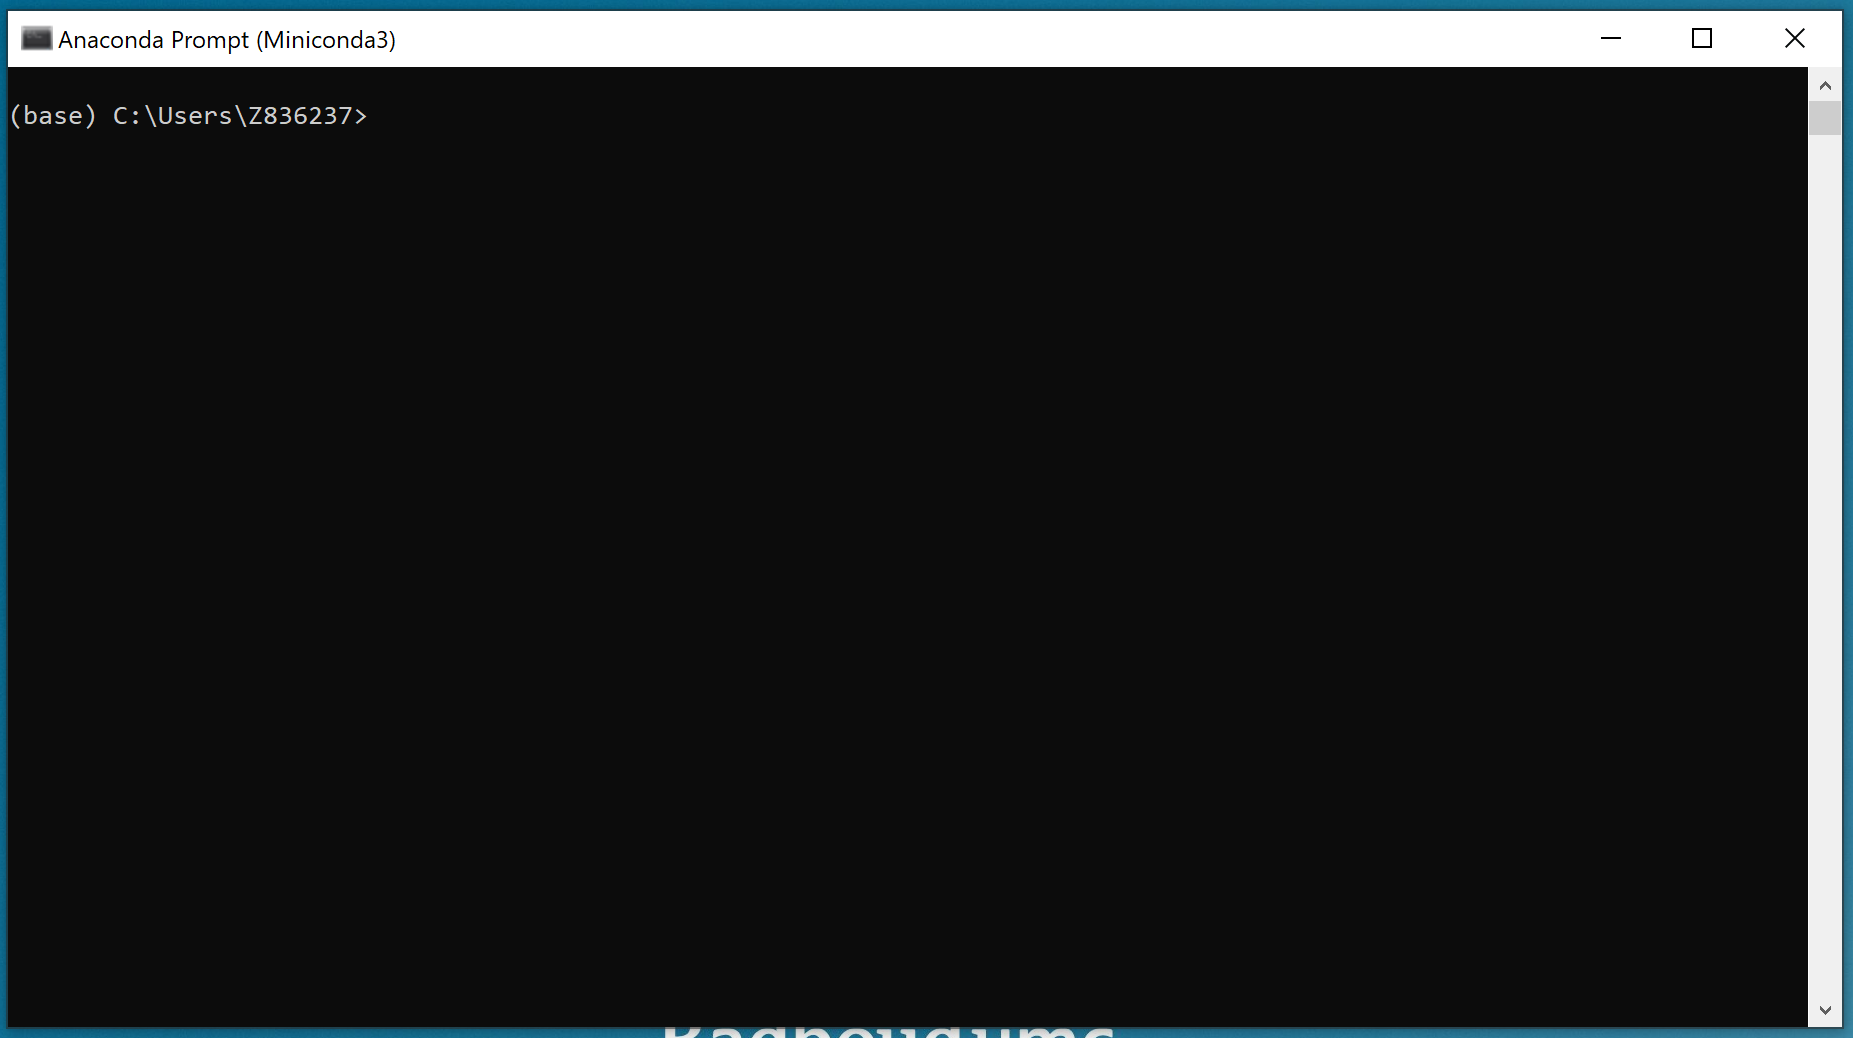 Anaconda Prompt (Miniconda3)
(base) C:\Users\Z836237>